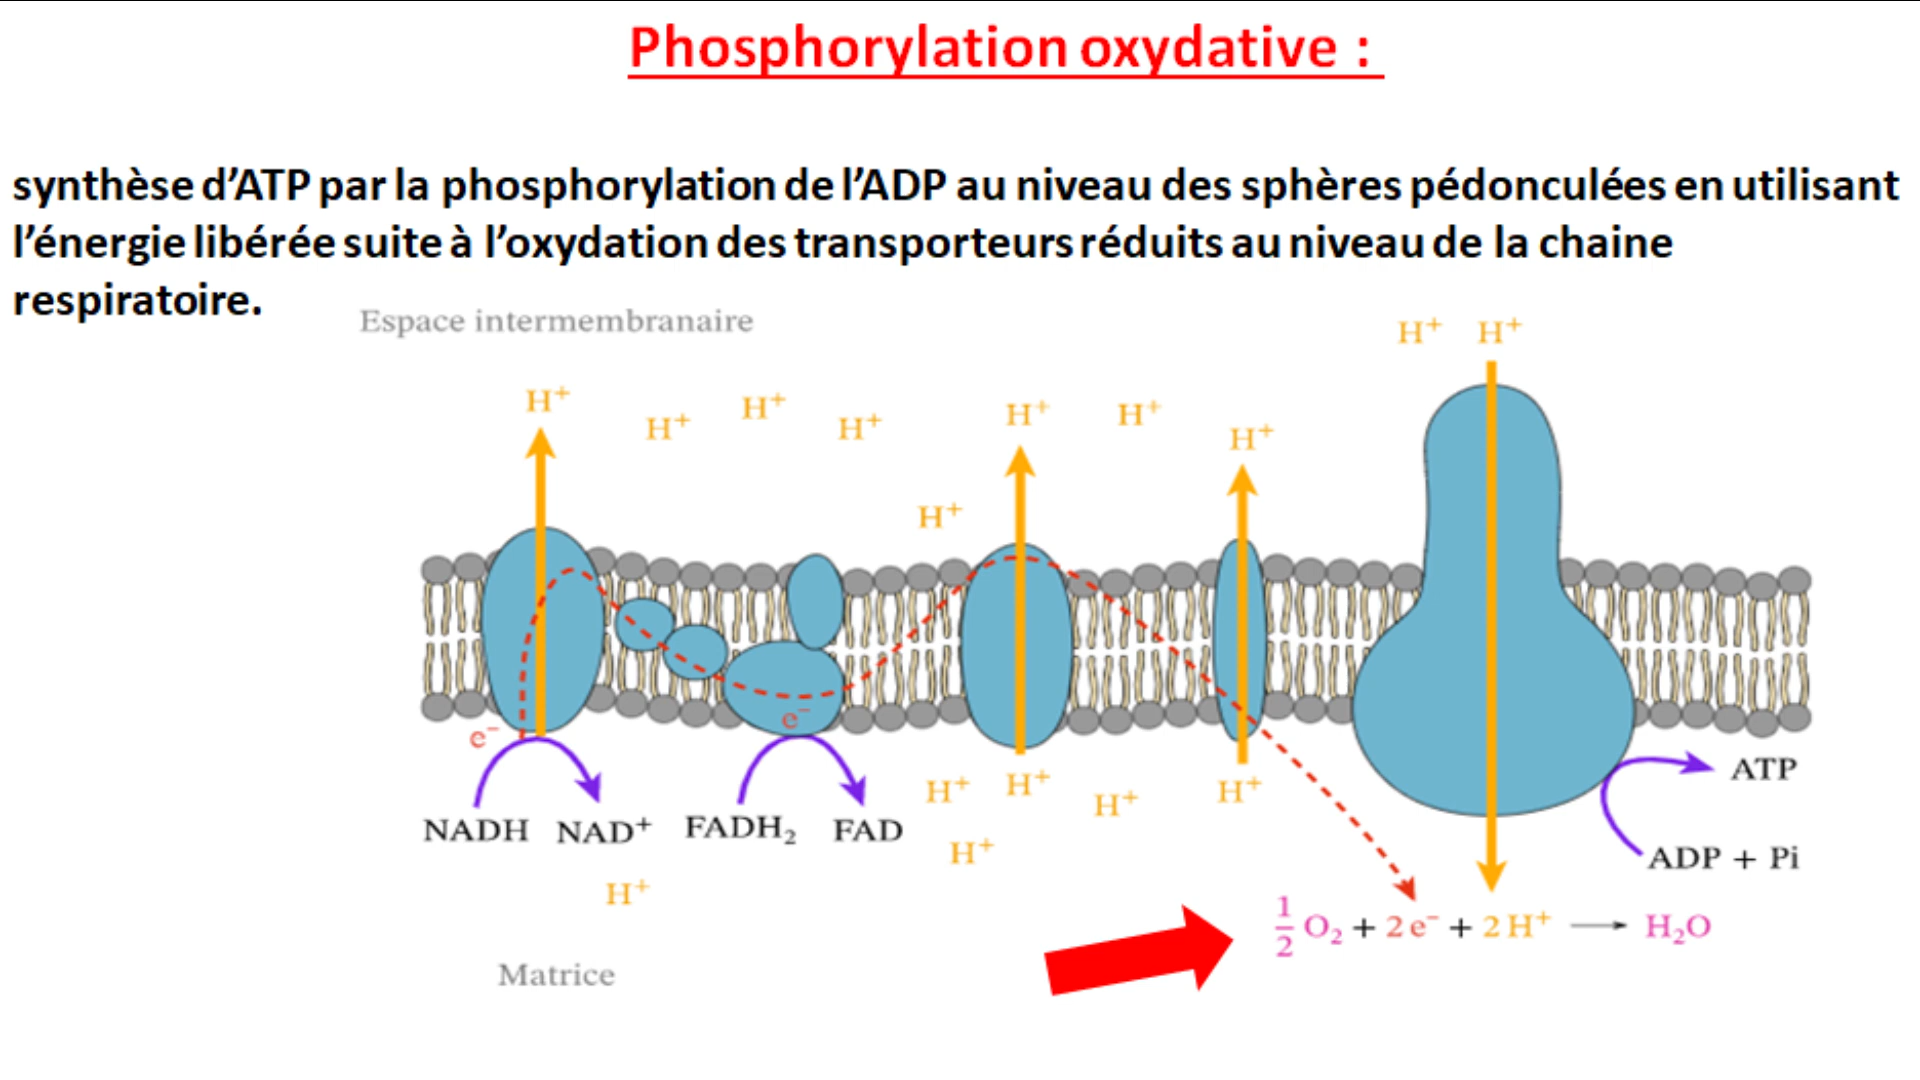 Phosphorylation oxydative :
synthèse d’ATP par la phosphorylation de l’ADP au niveau des sphères pédonculées en utilisant
l’énergie libérée suite à l’oxydation des transporteurs réduits au niveau de la chaine
respiratoire.
Espace intermembranaire
H⁺ H⁺
H⁺ H⁺ H⁺ H⁺ H⁺ H⁺ H⁺
H⁺
e⁻ e⁻
NADH NAD⁺ FADH₂ FAD
H⁺ H⁺ H⁺ H⁺
H⁺
H⁺
ATP
ADP + Pi
½ O₂ + 2 e⁻ + 2 H⁺ ⟶ H₂O
Matrice